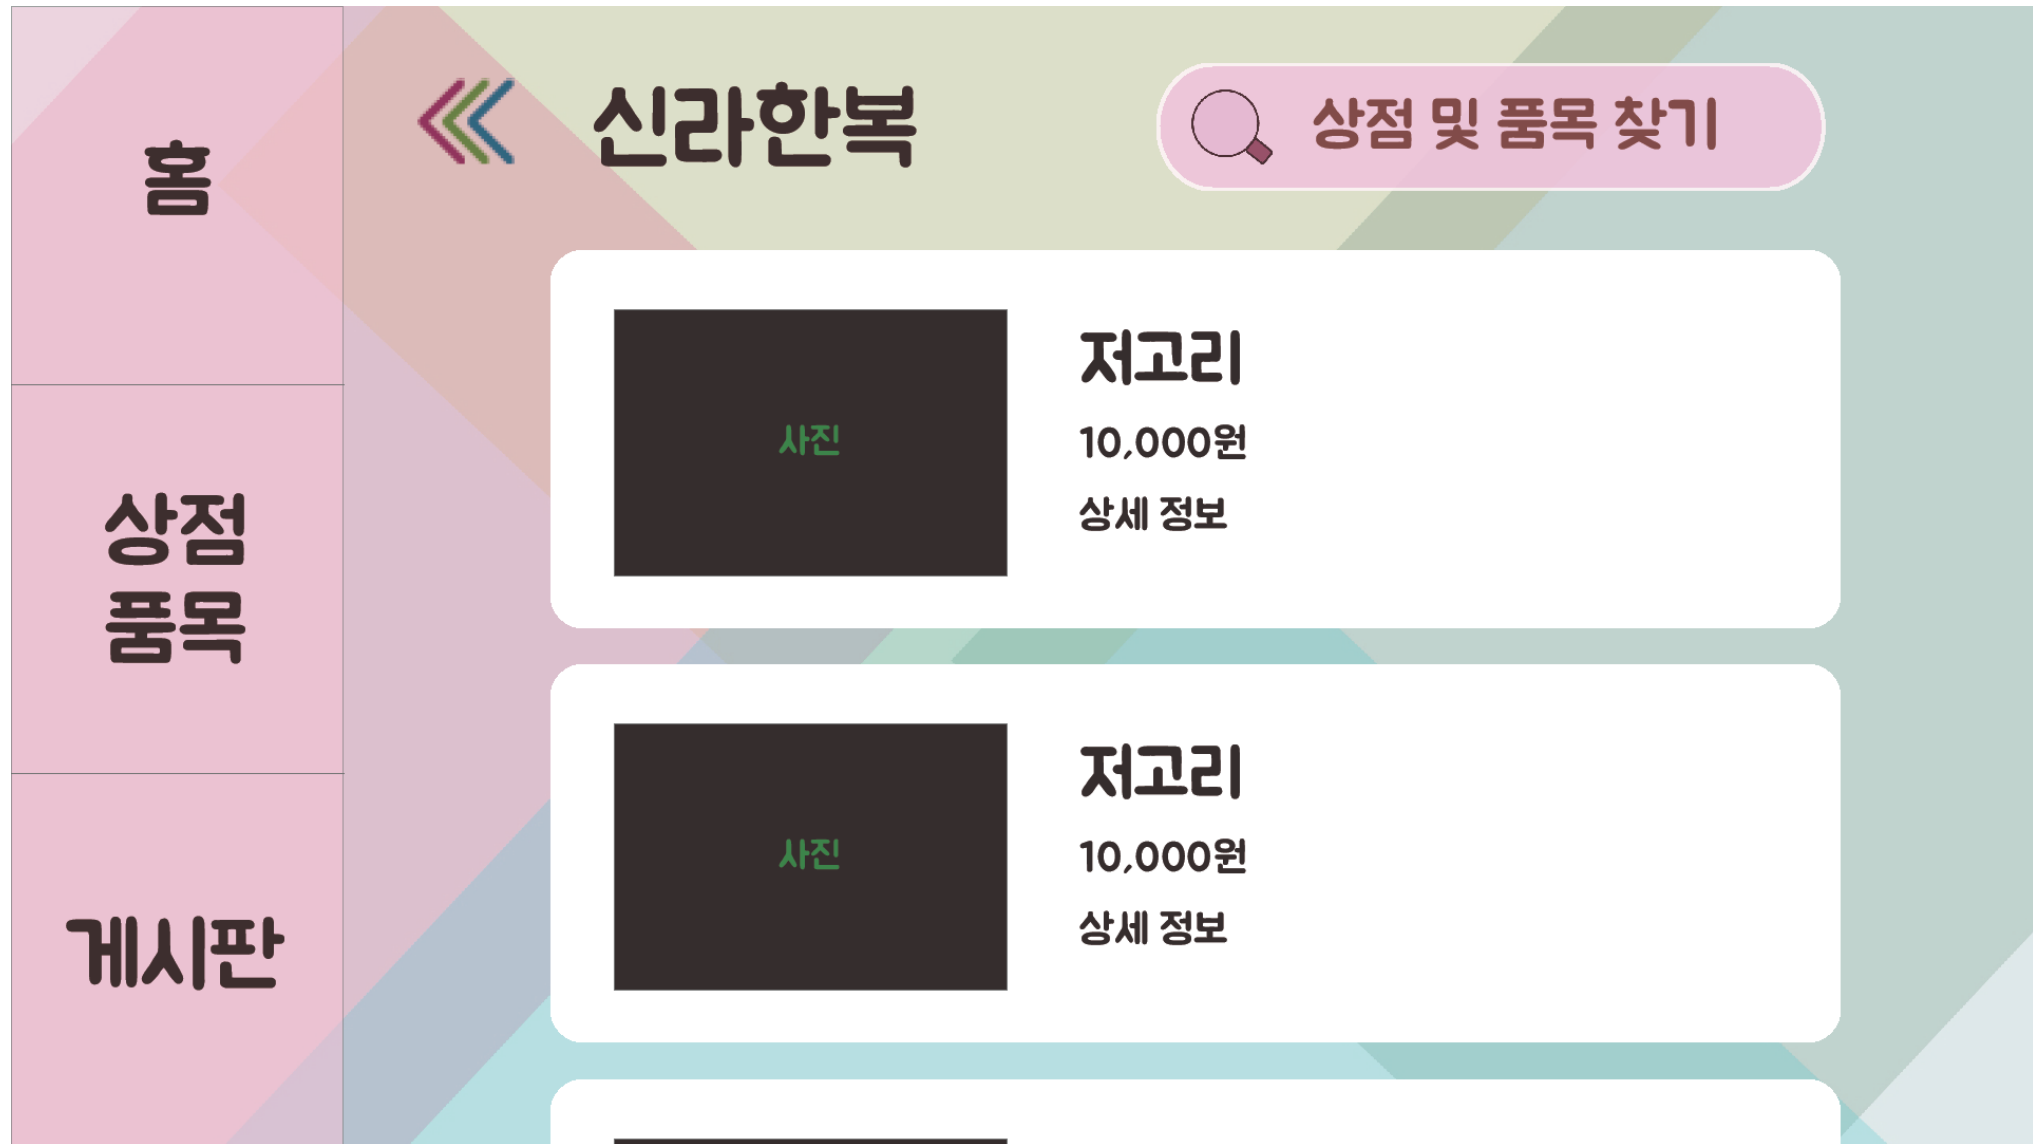 홈
상점
품목
게시판
신라한복
상점 및 품목 찾기
사진
저고리
10,000원
상세 정보
사진
저고리
10,000원
상세 정보